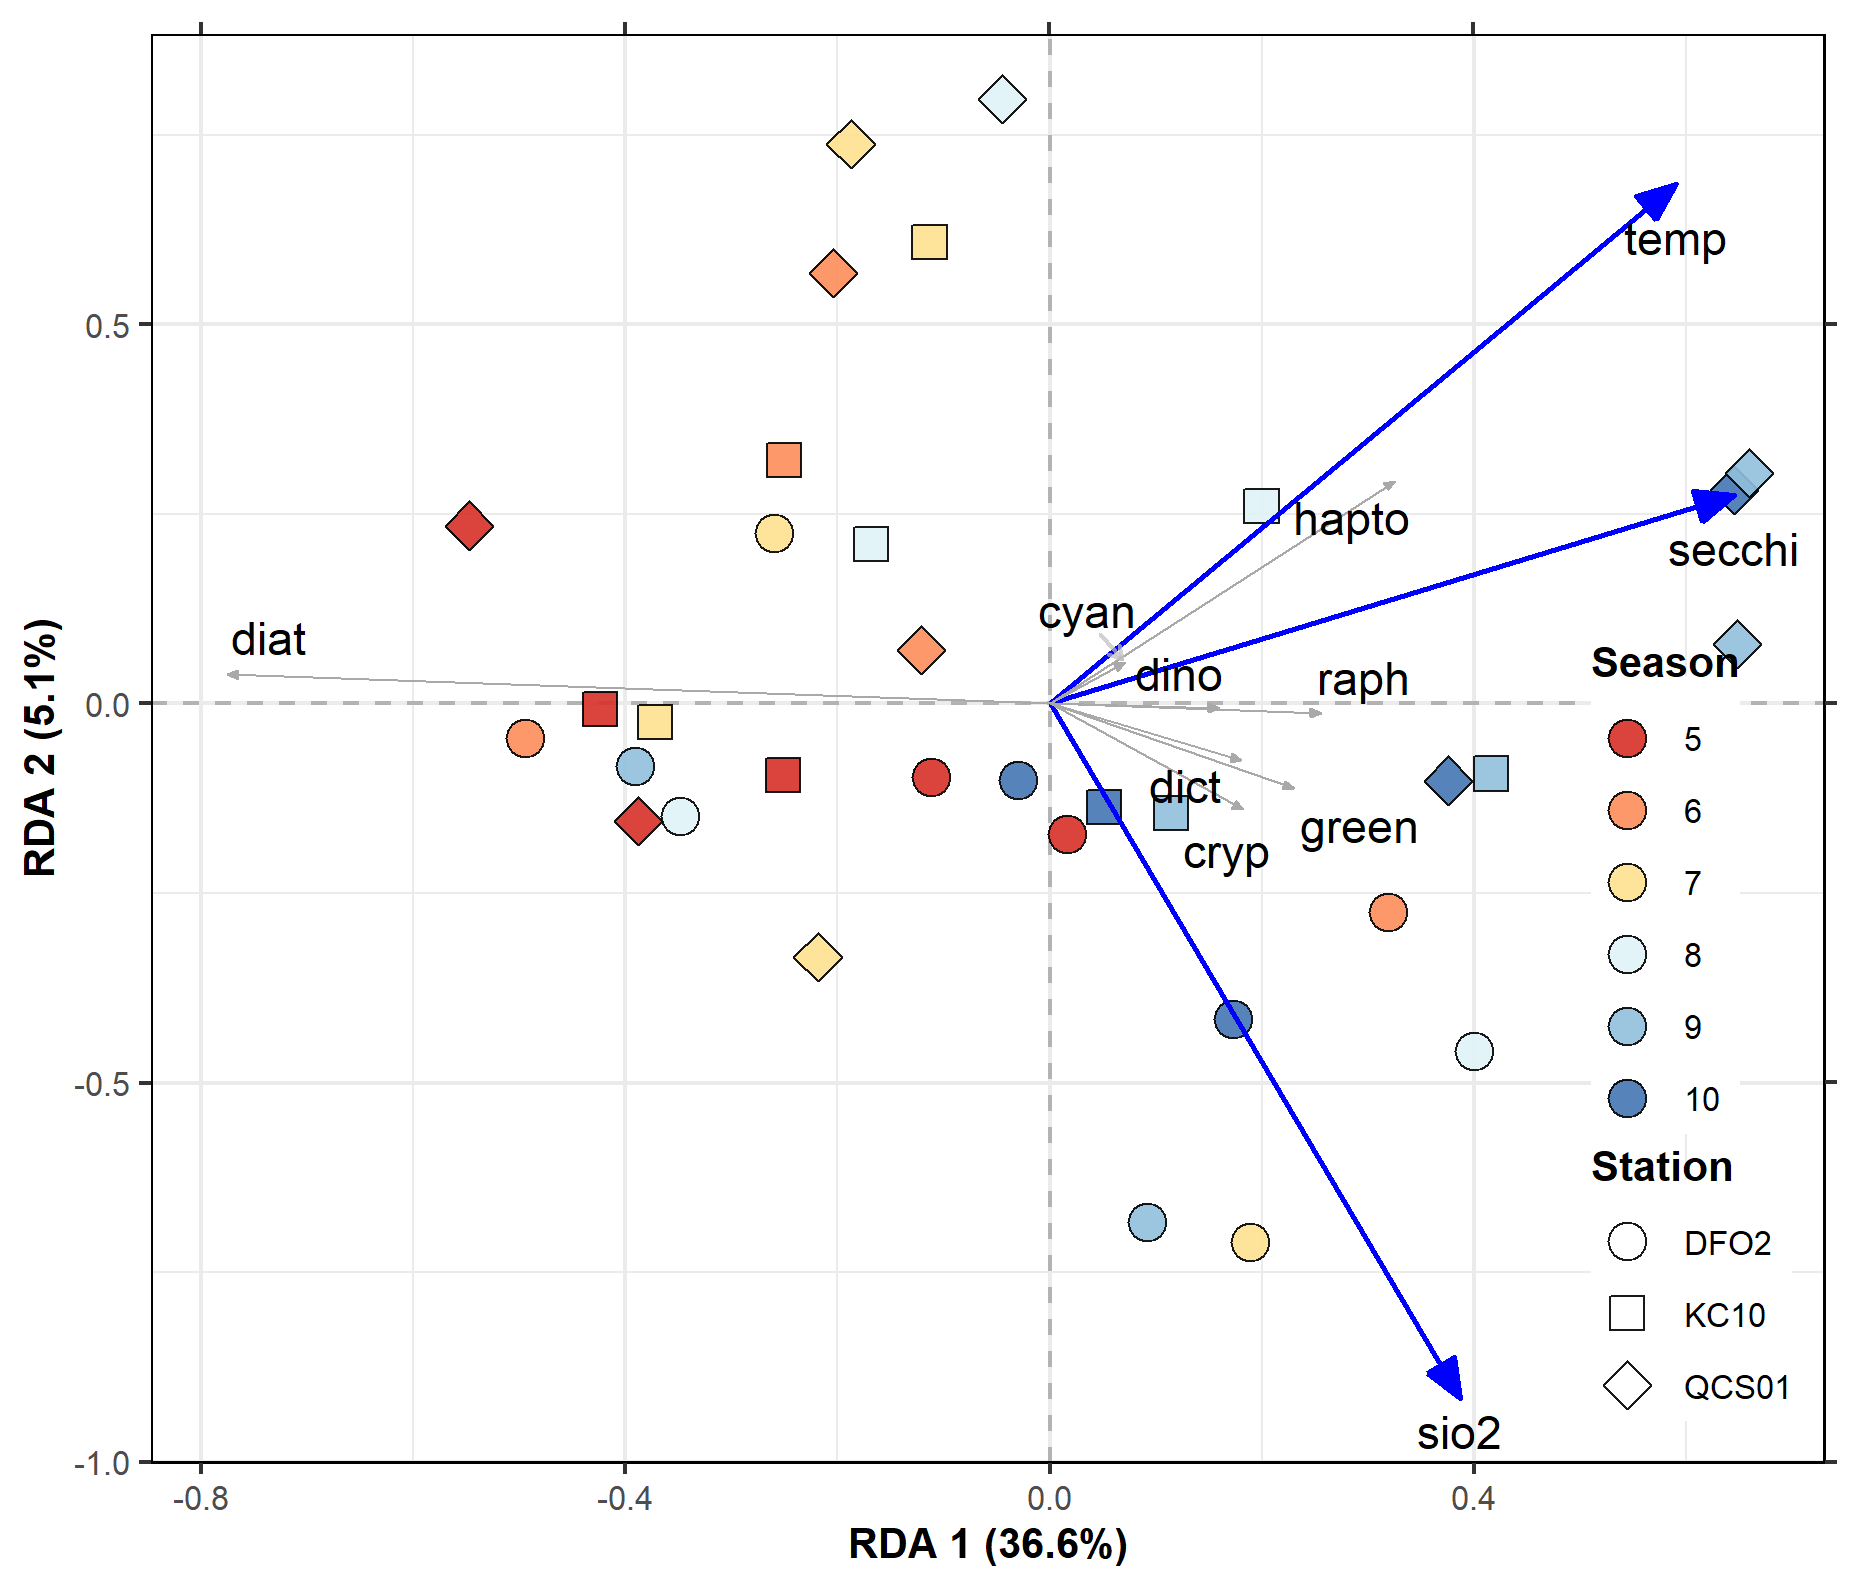 temp
0.5
hapto
secchi
cyan
diat
dino
raph
Season
0.0
5
dict
6
green
cryp
7
8
9
-0.5
10
Station
DFO2
KC10
QCS01
sio2
-1.0
-0.8
-0.4
0.0
0.4
RDA 1 (36.6%)
RDA 2 (5.1%)